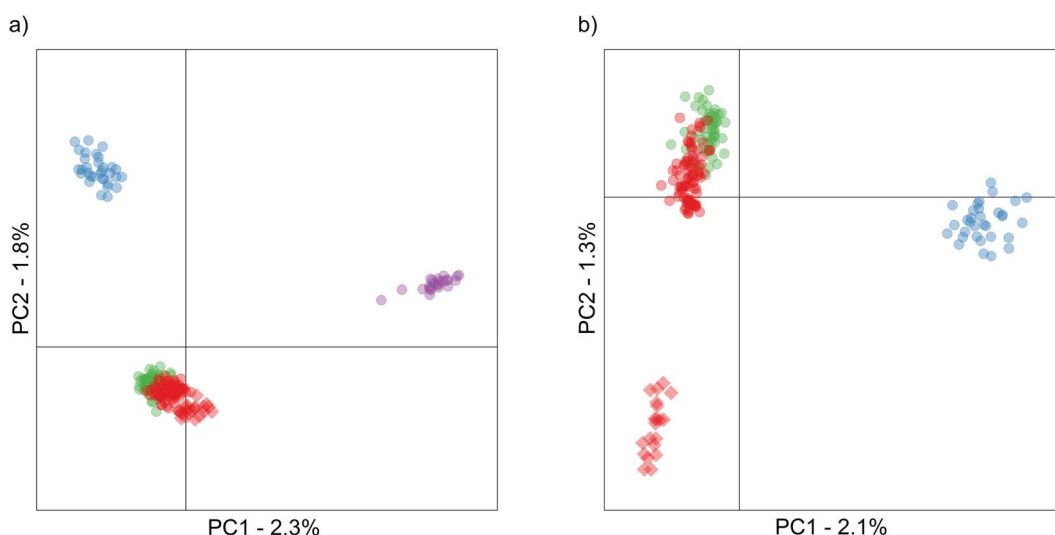 a)
PC2 - 1.8%
PC1 - 2.3%
b)
PC2 - 1.3%
PC1 - 2.1%